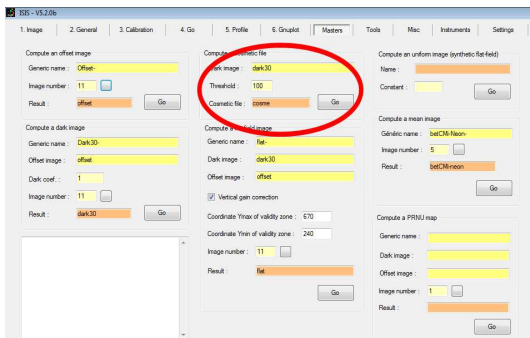 ISIS - V5.2.0b
1. Image 2. General 3. Calibration 4. Go 5. Profile 6. Gnuplot Masters Tools Misc Instruments Settings
Compute an offset image
Generic name : Offset-
Image number : 11
Result : offset Go
Compute a dark image
Generic name : Dark30-
Offset image : offset
Dark coef. : 1
Image number : 11
Result : dark30 Go
file
Dark image : dark30
Threshold : 100
Cosmetic file : cosme Go
image
Generic name : flat-
Dark image : dark30
Offset image : offset
Vertical gain correction
Coordinate Ymax of validity zone : 670
Coordinate Ymin of validity zone : 240
Image number : 11
Result : flat
Go
Compute an uniform image (synthetic flat-field)
Name :
Constant : Go
Compute a mean image
Généric name : betCMi-Neon-
Image number : 5
Result : betCMi-neon
Go
Compute a PRNU map
Generic name :
Dark image :
Offset image :
Image number : 1
Result :
Go